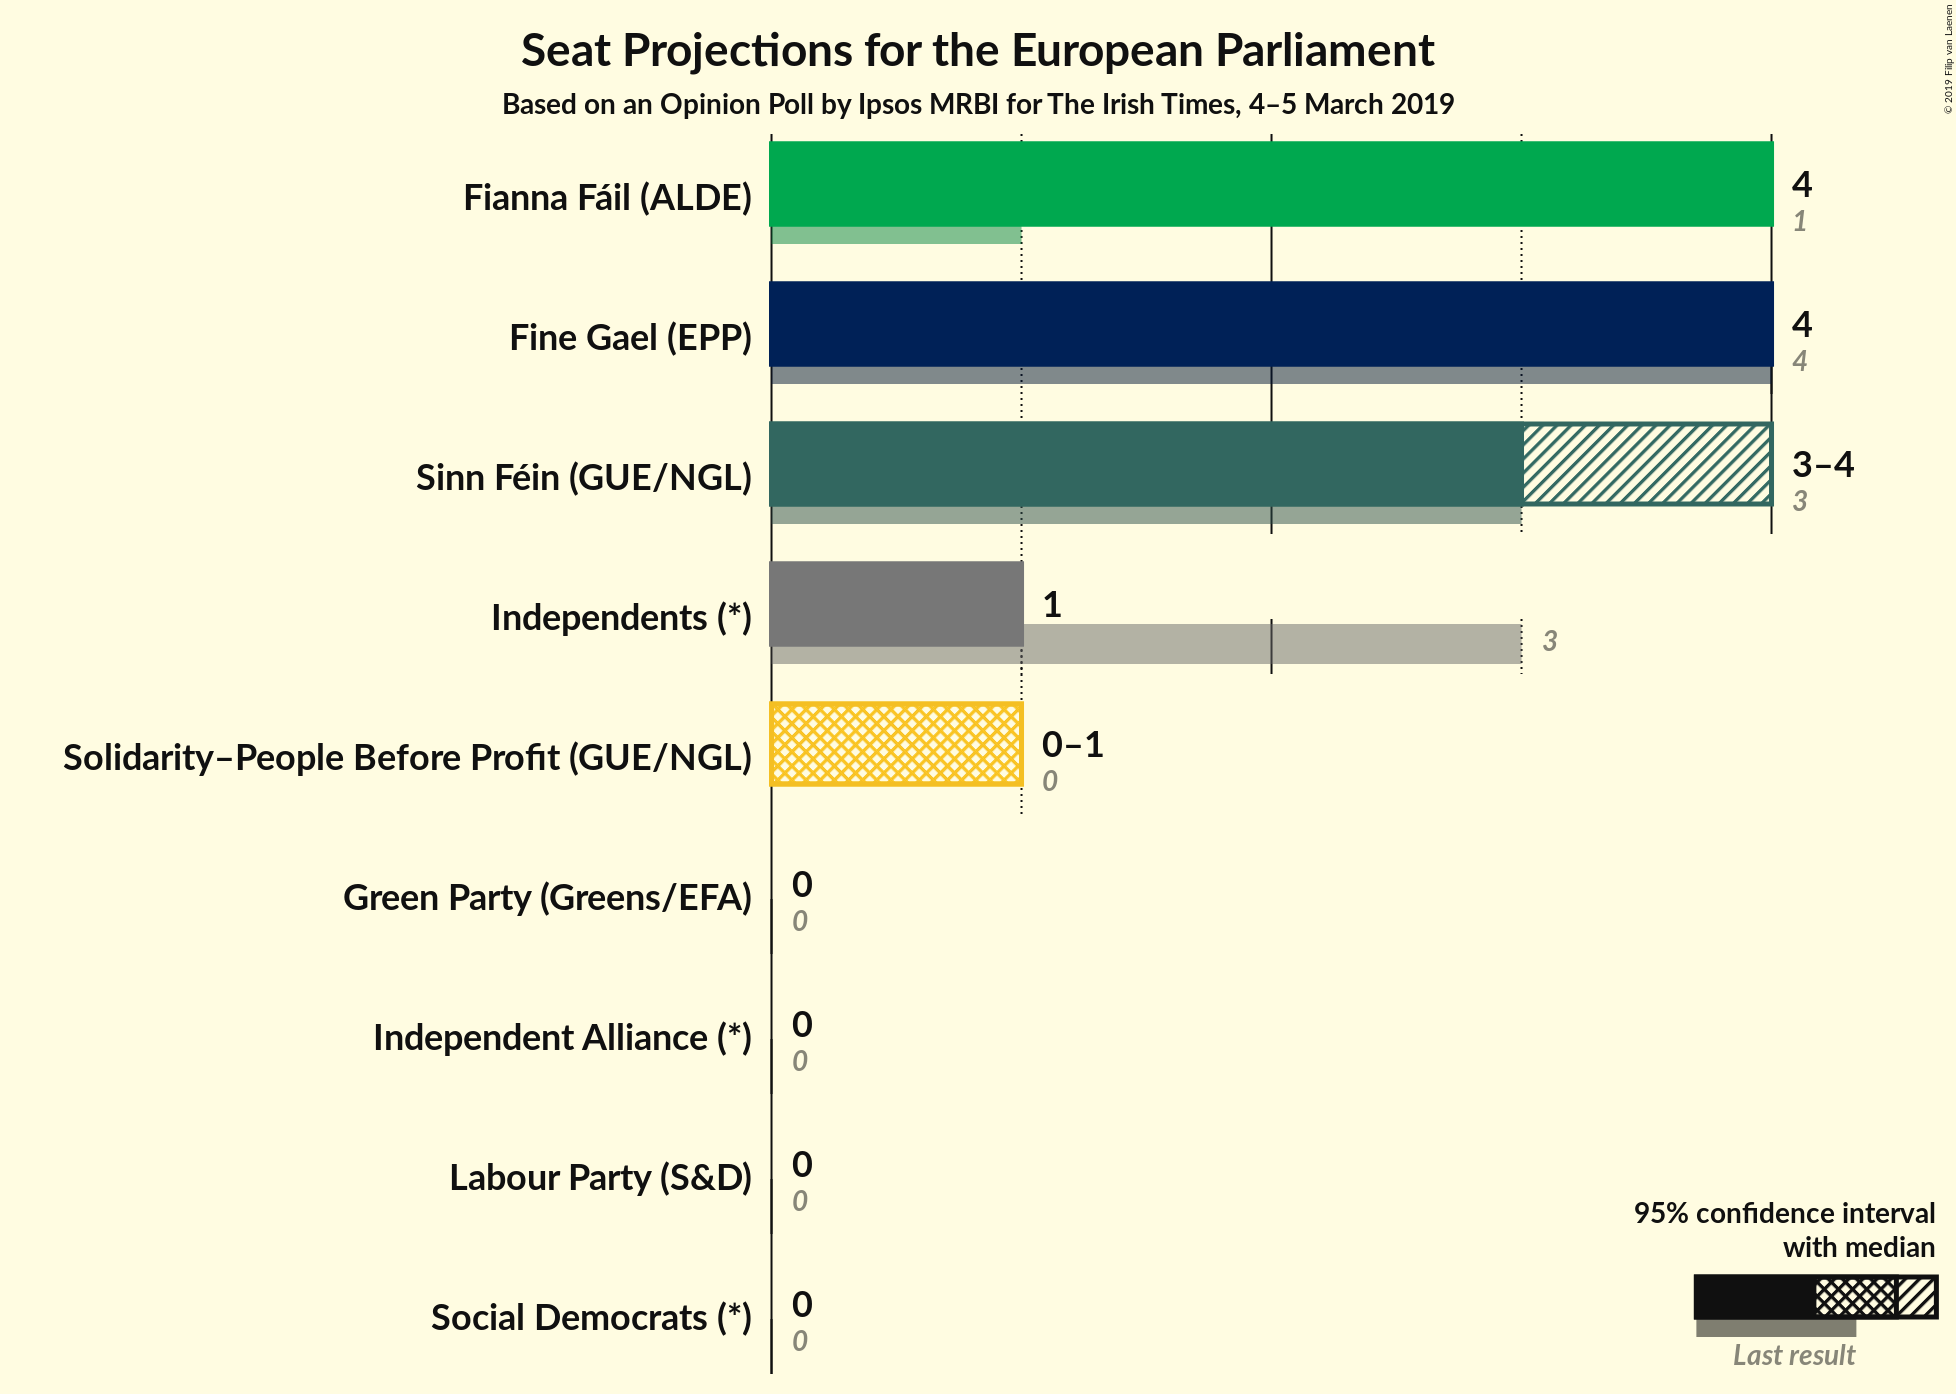 Seat Projections for the European Parliament
Based on an Opinion Poll by Ipsos MRBI for The Irish Times, 4–5 March 2019
© 2019 Filip van Laenen
Fianna Fáil (ALDE)
4
1
Fine Gael (EPP)
4
4
Sinn Féin (GUE/NGL)
3–4
3
Independents (*)
1
3
Solidarity–People Before Profit (GUE/NGL)
0–1
0
Green Party (Greens/EFA)
0
0
Independent Alliance (*)
0
0
Labour Party (S&D)
0
0
Social Democrats (*)
0
0
95% confidence interval
with median
Last result